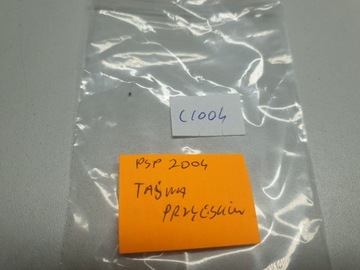 C1004
PSP 2004
TAŚMA
PRZYCISKÓW